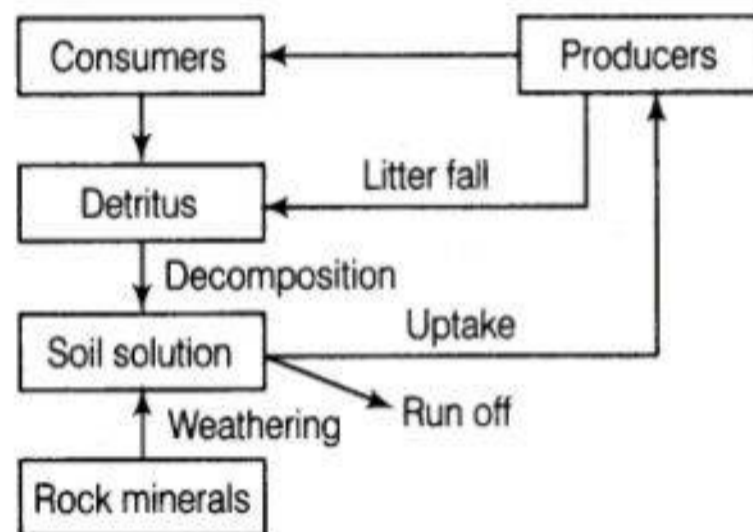 Consumers
Producers
Litter fall
Detritus
Decomposition
Uptake
Soil solution
Run off
Weathering
Rock minerals